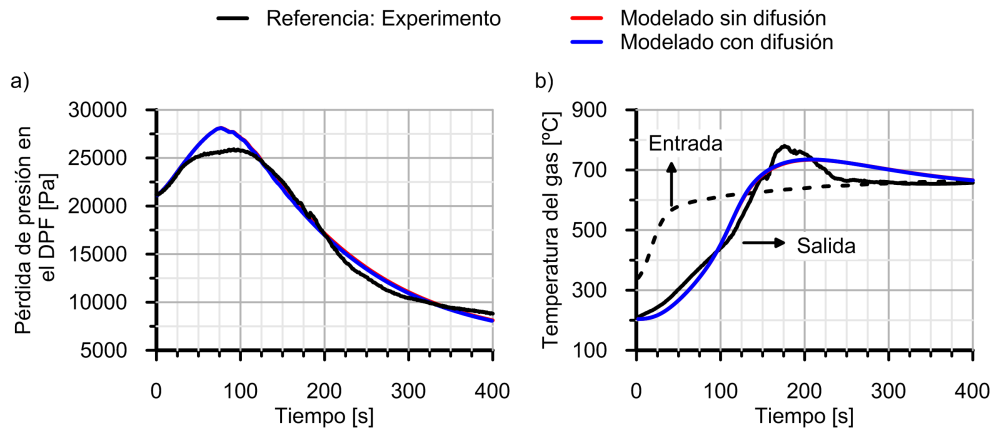 Referencia: Experimento
Modelado sin difusión
Modelado con difusión
a)
Pérdida de presión en
el DPF [Pa]
30000
25000
20000
15000
10000
5000
0
100
200
300
400
Tiempo [s]
b)
Temperatura del gas [ºC]
900
700
500
300
100
Entrada
Salida
0
100
200
300
400
Tiempo [s]